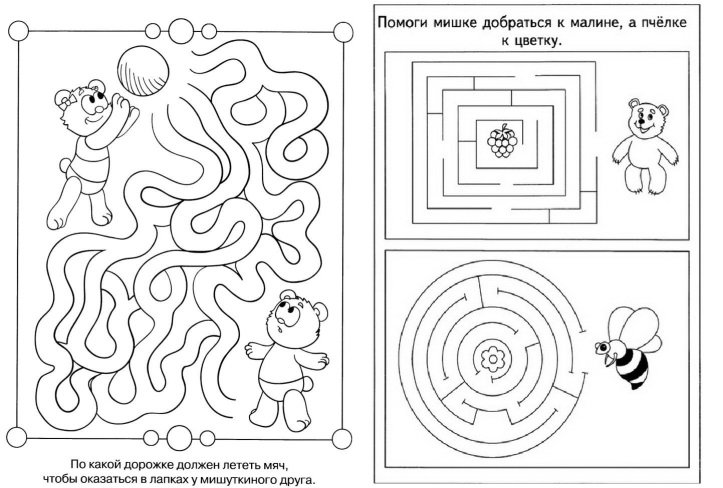 По какой дорожке должен лететь мяч,
чтобы оказаться в лапках у мишуткиного друга.
Помоги мишке добраться к малине, а пчёлке
к цветку.